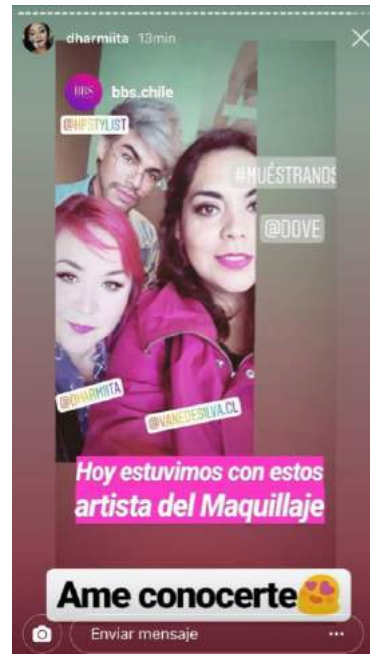 dharmiita 13min
BBS bbs.chile
@HPSTYLIST
#MUÉSTRANOS
@DOVE
@DHARMIITA
@VANEDESILVA.CL
Hoy estuvimos con estos
artista del Maquillaje
Ame conocerte😍
Enviar mensaje